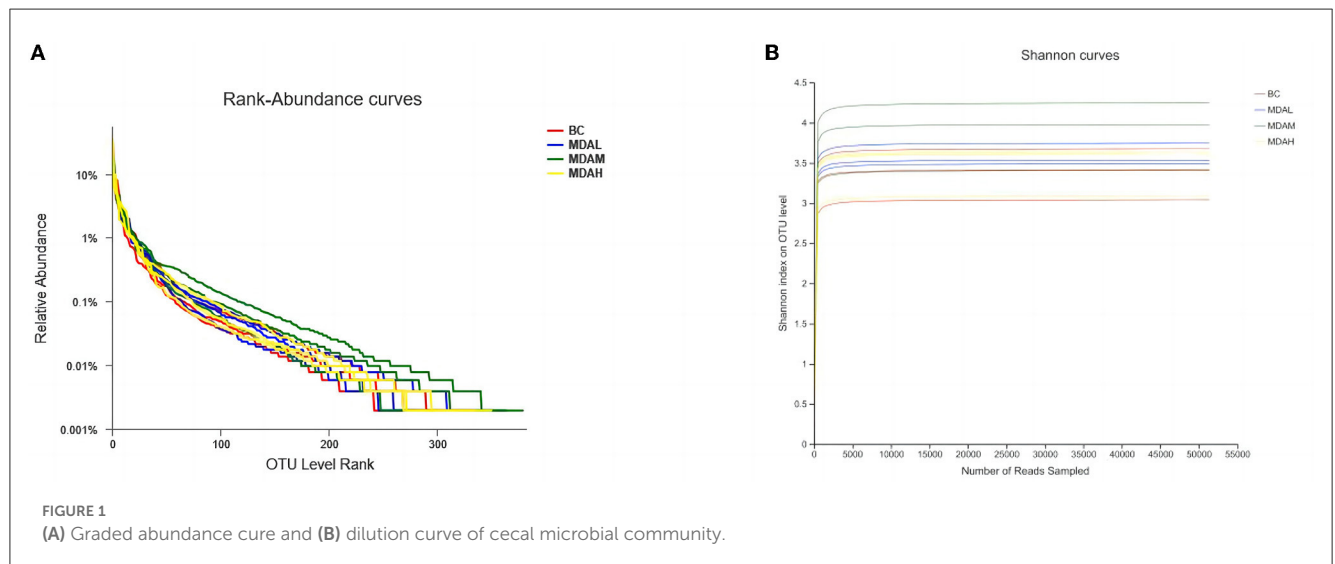 A
Rank-Abundance curves
BC
MDAL
MDAM
MDAH
Relative Abundance
10%
1%
0.1%
0.01%
0.001%
0
100
200
300
OTU Level Rank
B
Shannon curves
BC
MDAL
MDAM
MDAH
Shannon index on OTU level
4.5
4
3.5
3
2.5
2
1.5
1
0.5
0
0
5000
10000
15000
20000
25000
30000
35000
40000
45000
50000
55000
Number of Reads Sampled
FIGURE 1
(A) Graded abundance cure and (B) dilution curve of cecal microbial community.